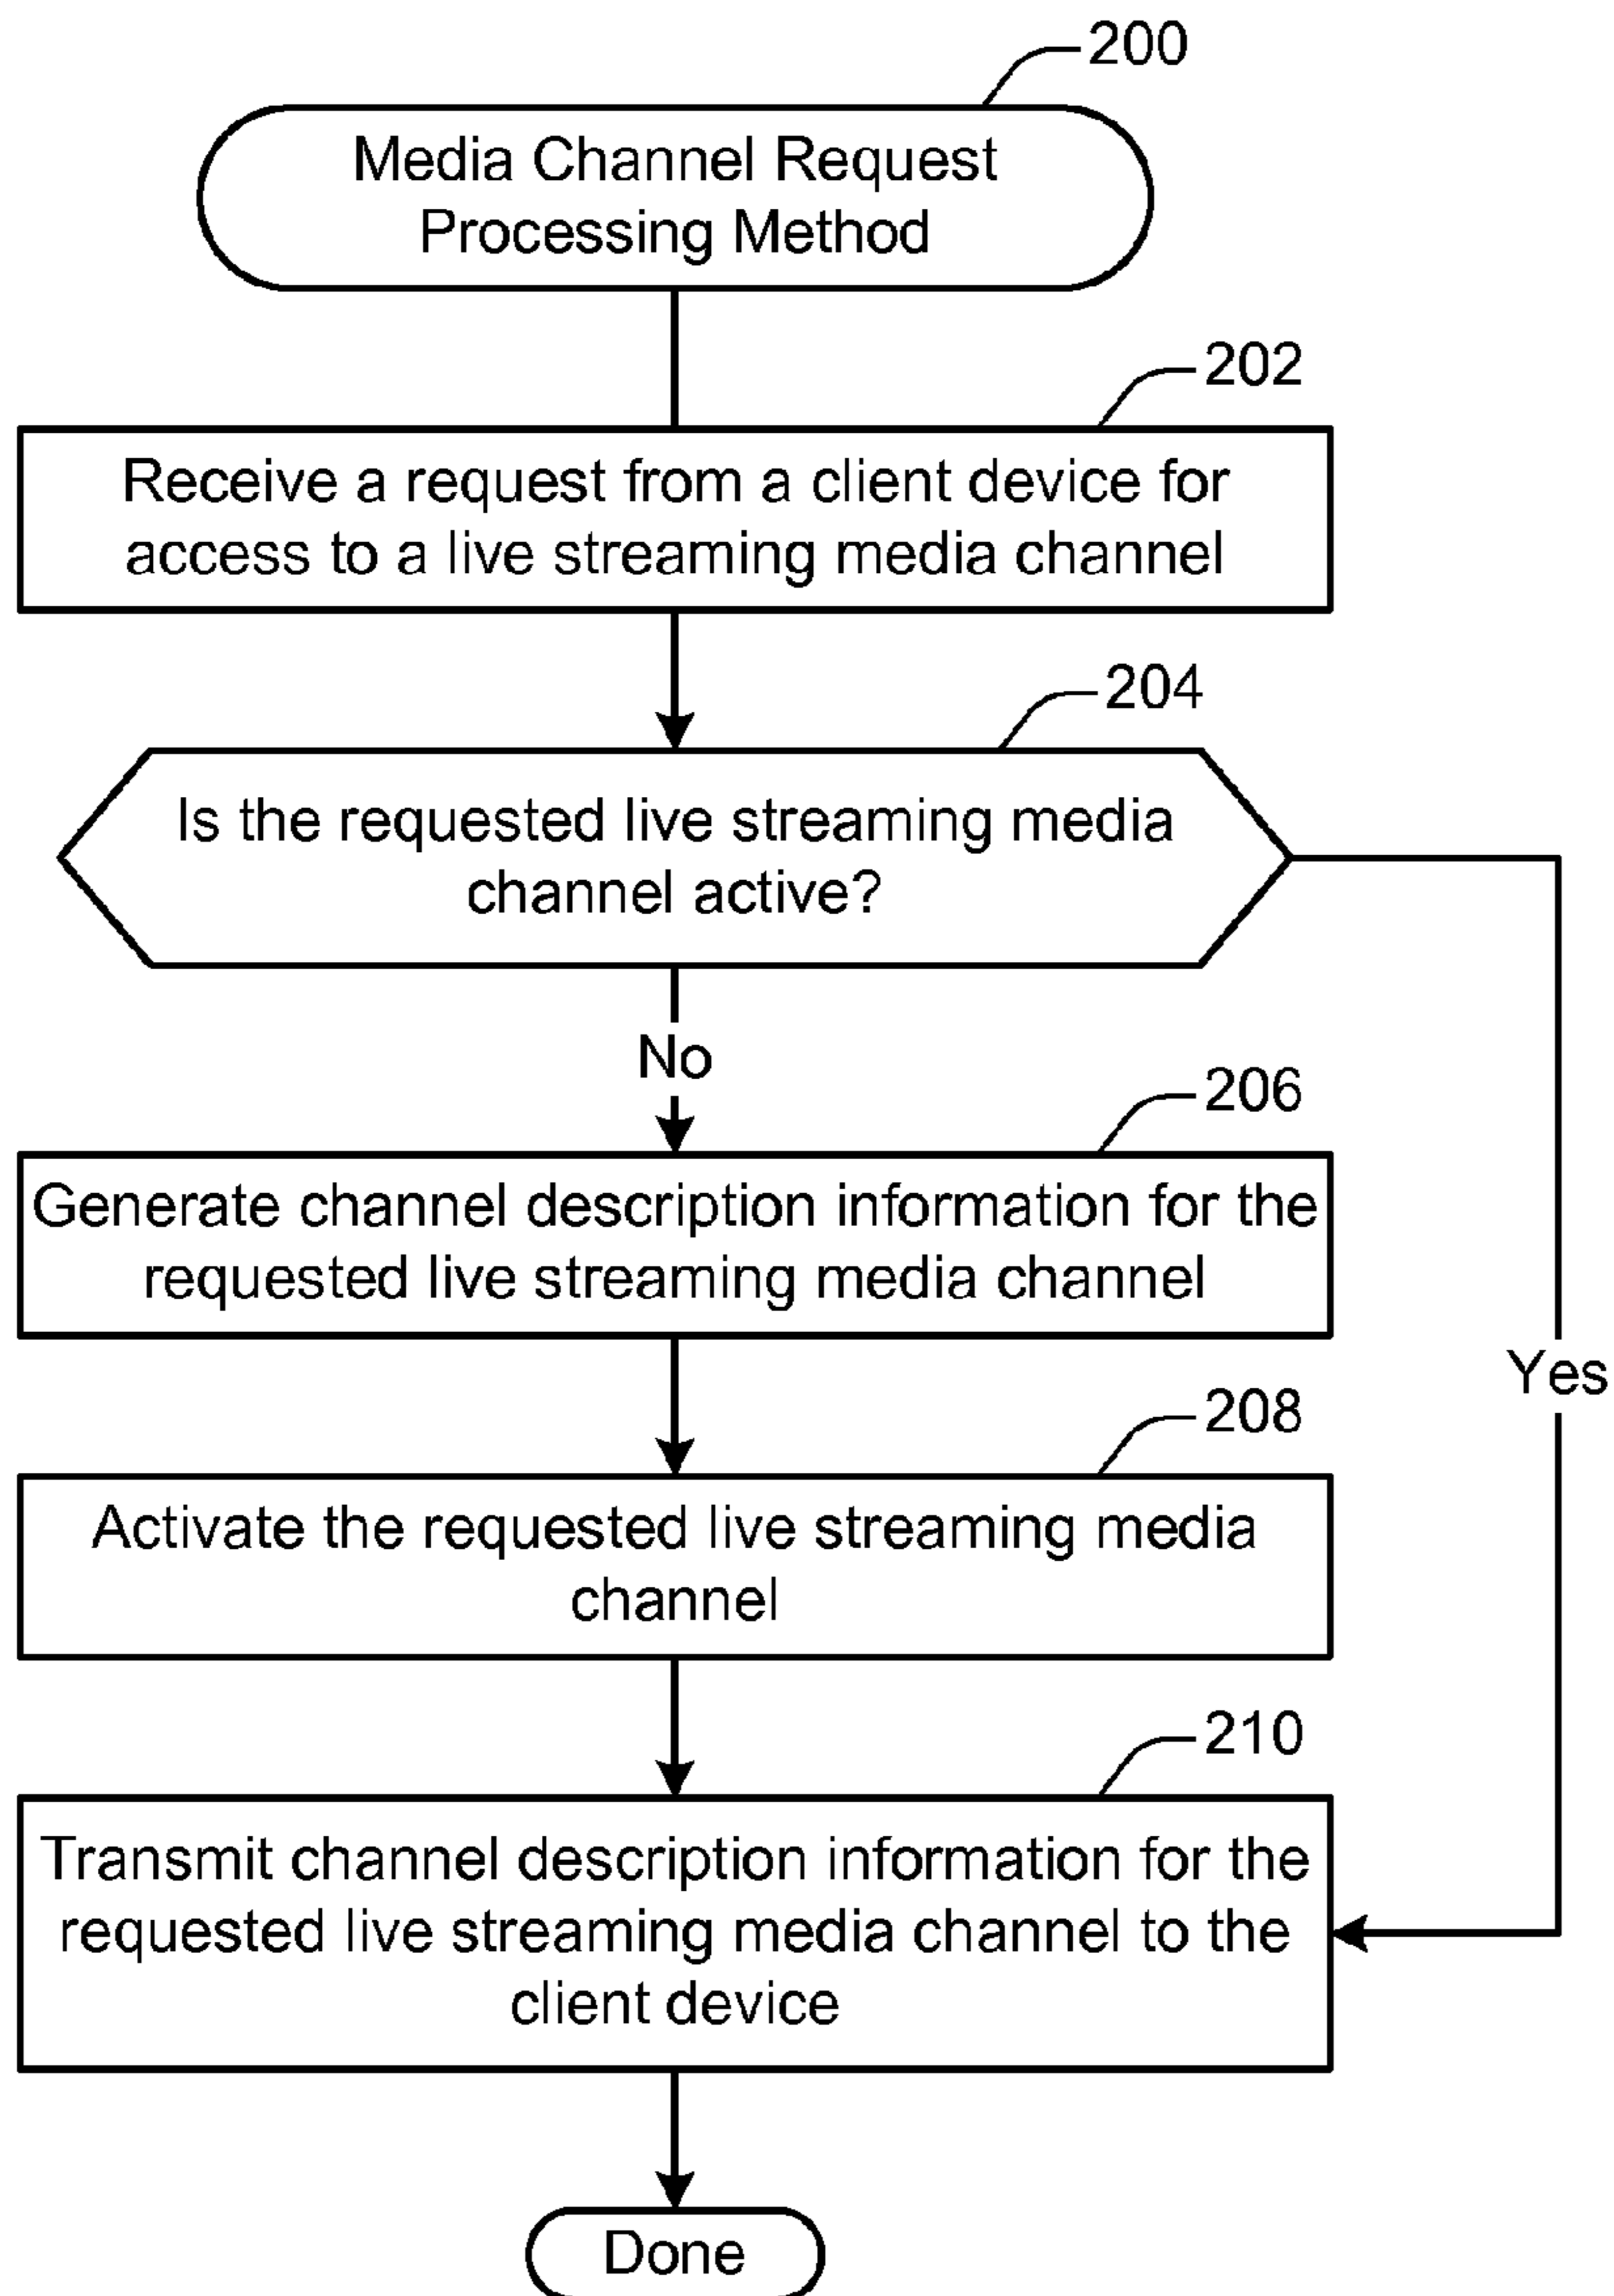 200
Media Channel Request
Processing Method
202
Receive a request from a client device for
access to a live streaming media channel
204
Is the requested live streaming media
channel active?
No
206
Generate channel description information for the
requested live streaming media channel
Yes
208
Activate the requested live streaming media
channel
210
Transmit channel description information for the
requested live streaming media channel to the
client device
Done